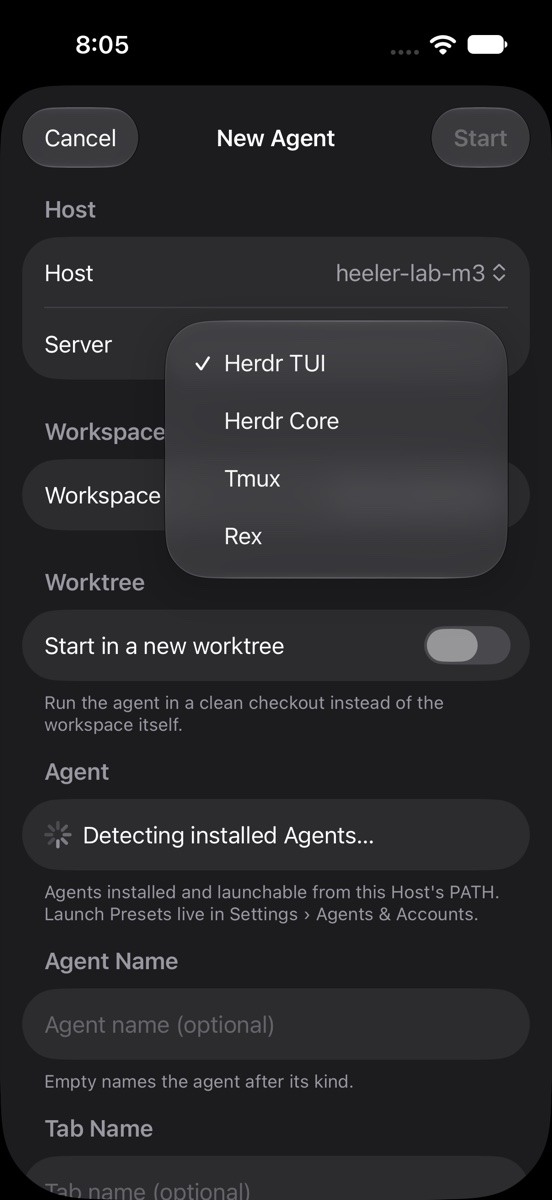 8:05
Cancel
New Agent
Start
Host
Host
heeler-lab-m3
Server
Herdr TUI
Herdr Core
Tmux
Rex
Workspace
Workspace
Worktree
Start in a new worktree
Run the agent in a clean checkout instead of the
workspace itself.
Agent
Detecting installed Agents...
Agents installed and launchable from this Host's PATH.
Launch Presets live in Settings › Agents & Accounts.
Agent Name
Agent name (optional)
Empty names the agent after its kind.
Tab Name
Tab name (optional)